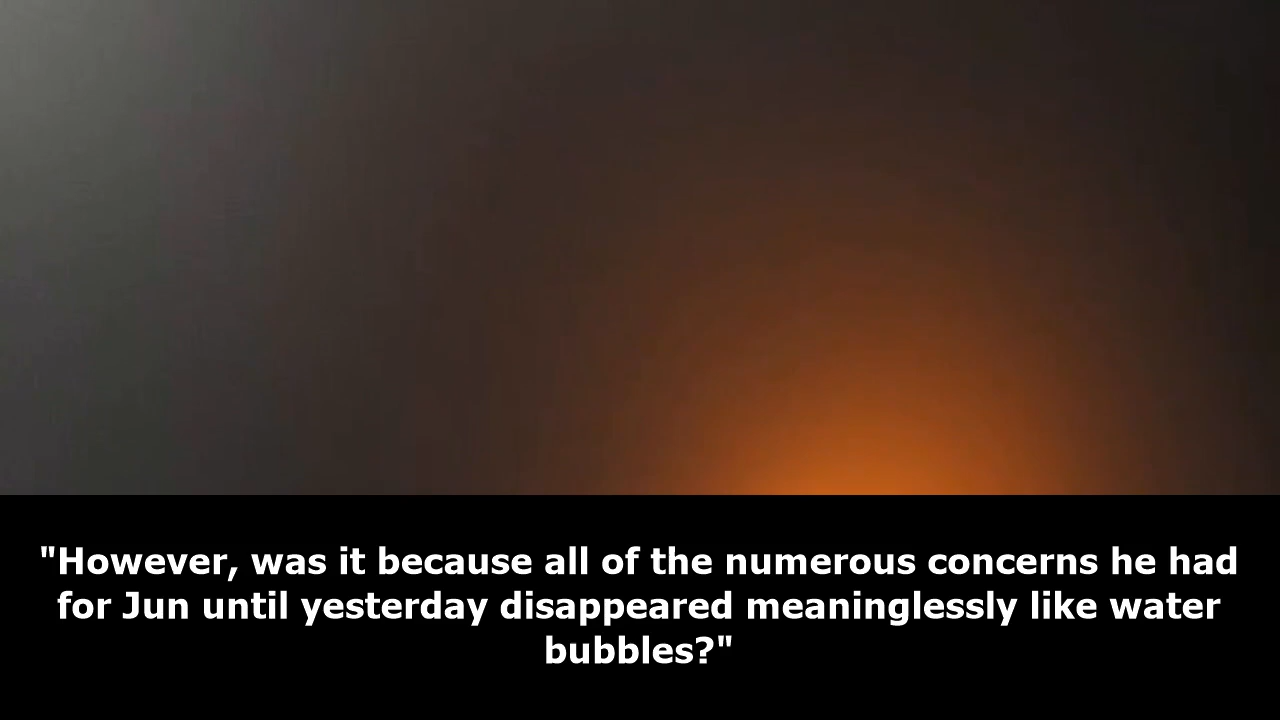 "However, was it because all of the numerous concerns he had
for Jun until yesterday disappeared meaninglessly like water
bubbles?"